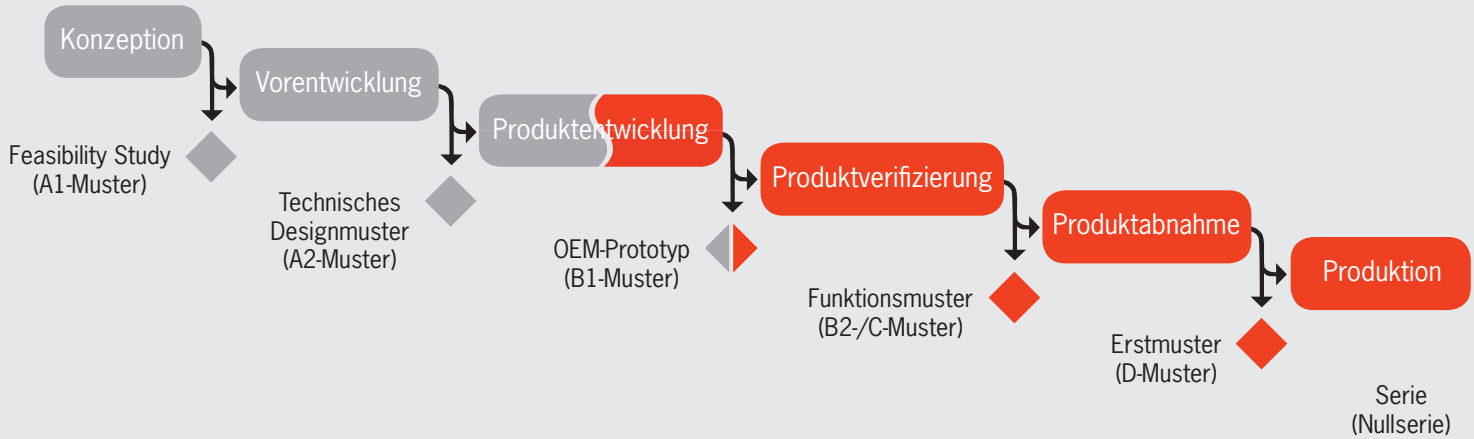 Konzeption
Vorentwicklung
Feasibility Study
(A1-Muster)
Produktentwicklung
Technisches
Designmuster
(A2-Muster)
Produktverifizierung
OEM-Prototyp
(B1-Muster)
Produktabnahme
Funktionsmuster
(B2-/C-Muster)
Produktion
Erstmuster
(D-Muster)
Serie
(Nullserie)